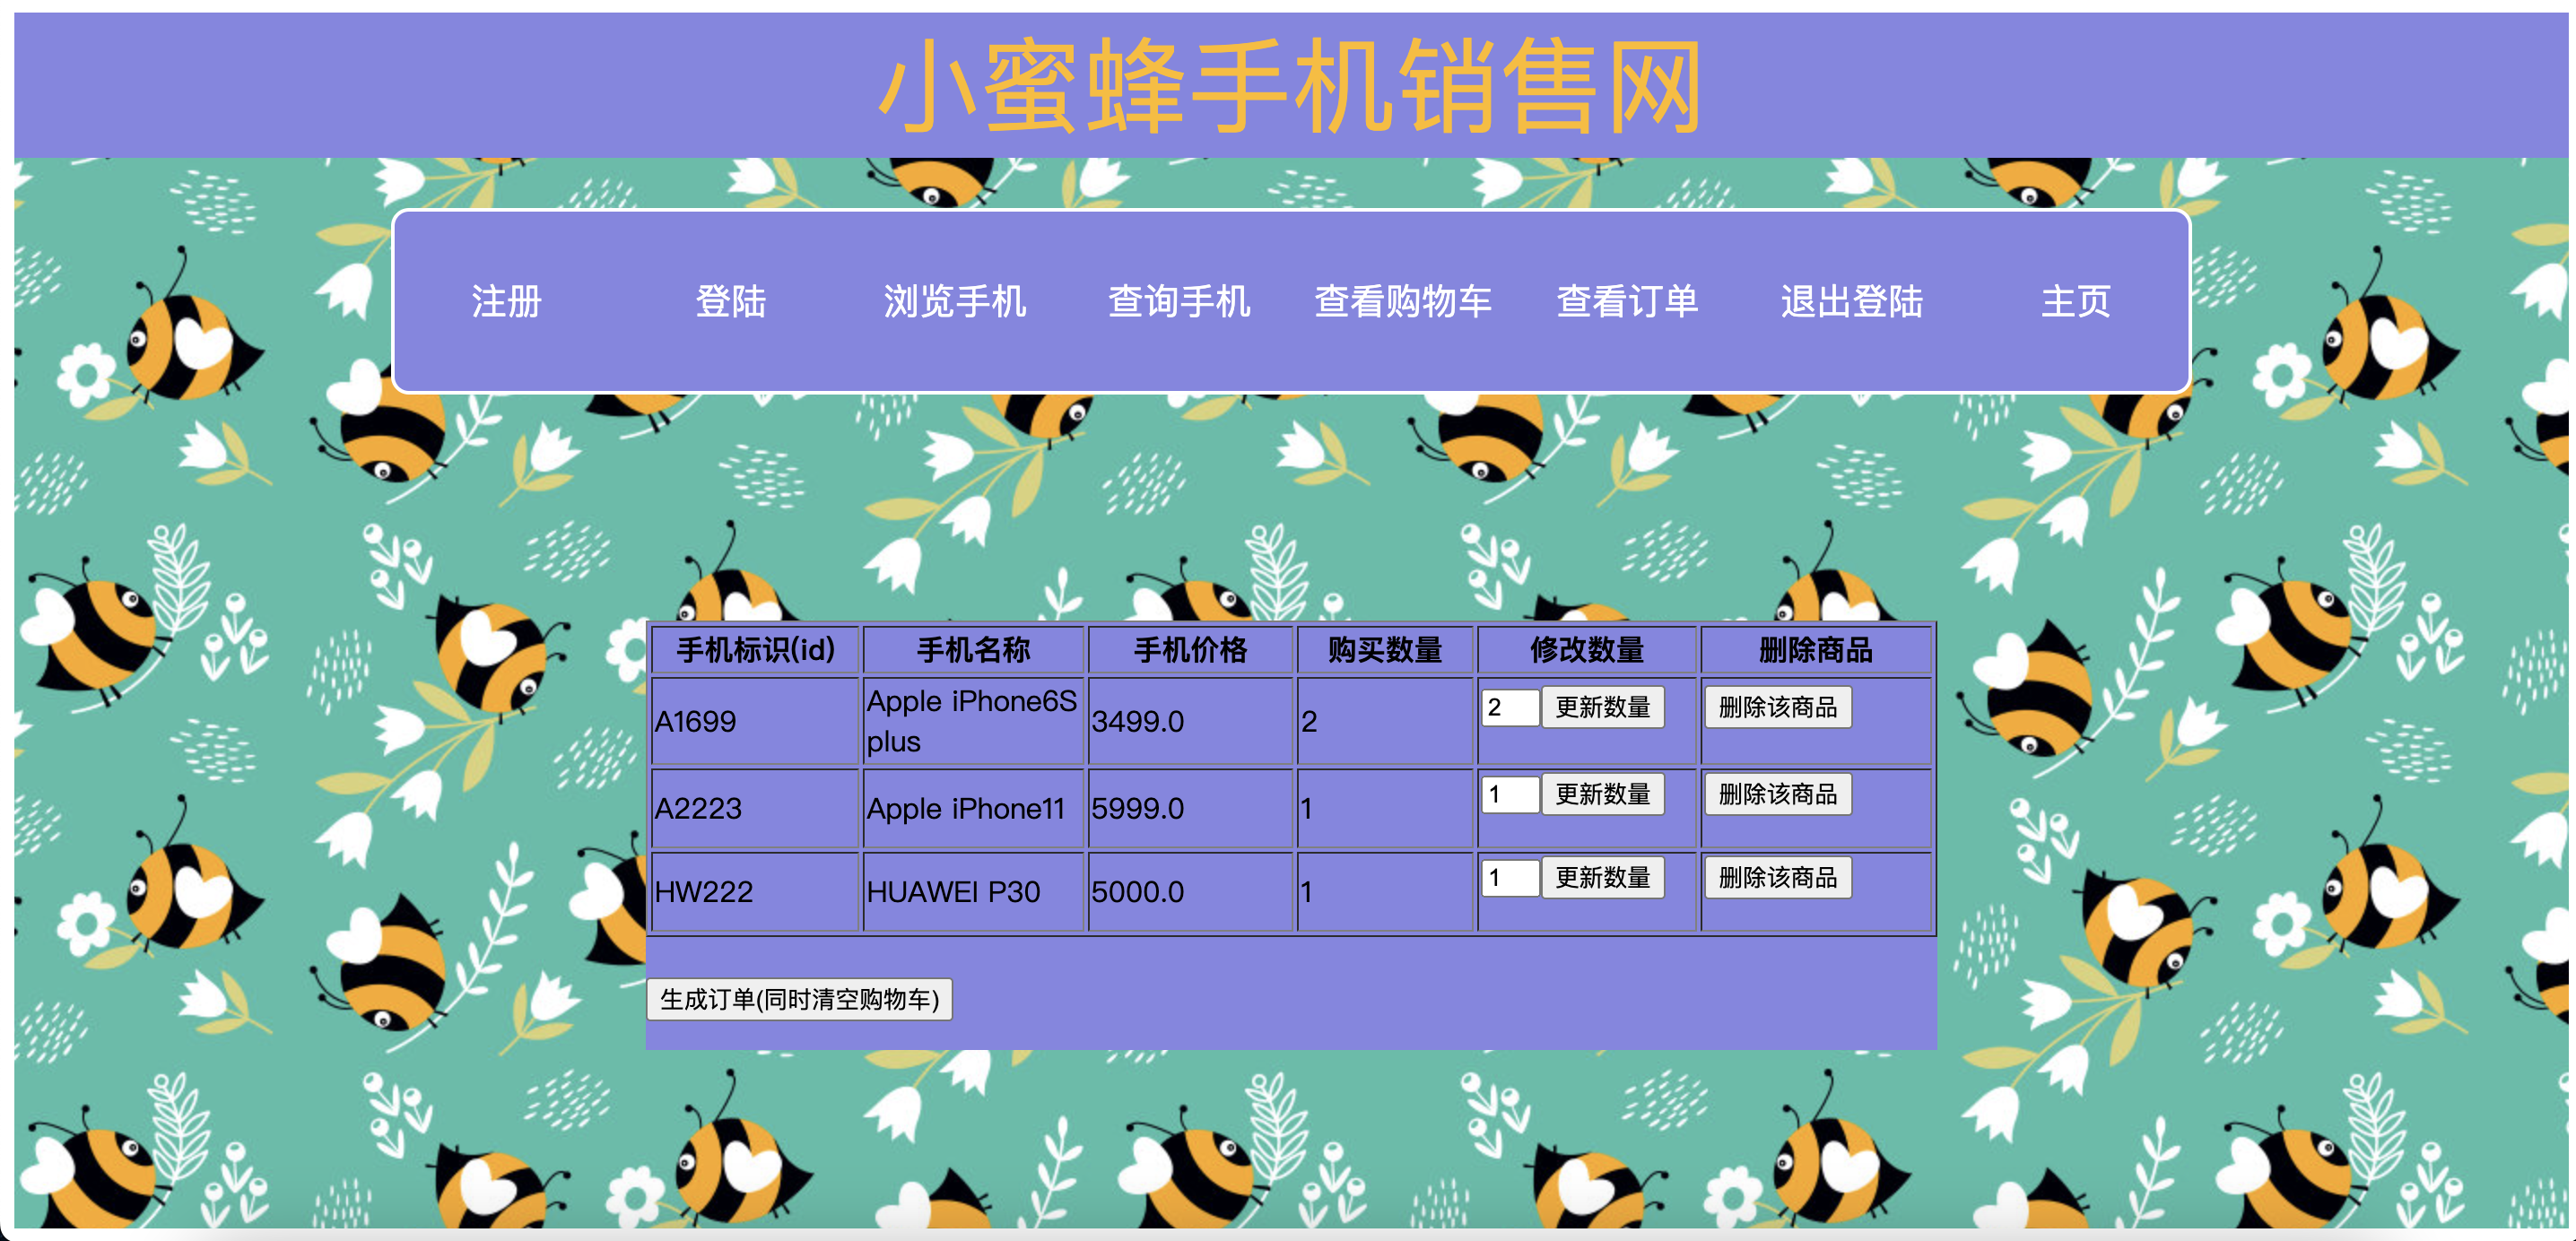 小蜜蜂手机销售网
注册 登陆 浏览手机 查询手机 查看购物车 查看订单 退出登陆 主页
手机标识(id) 手机名称 手机价格 购买数量 修改数量 删除商品
A1699 Apple iPhone6S plus 3499.0 2 2 更新数量 删除该商品
A2223 Apple iPhone11 5999.0 1 1 更新数量 删除该商品
HW222 HUAWEI P30 5000.0 1 1 更新数量 删除该商品
生成订单(同时清空购物车)